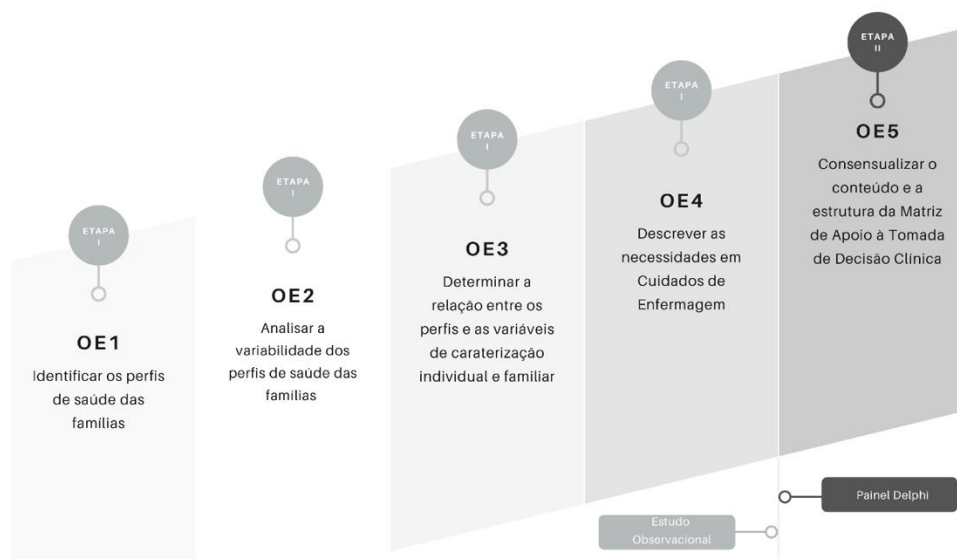 ETAPA
I
OE1
Identificar os perfis
de saúde das
famílias
ETAPA
I
OE2
Analisar a
variabilidade dos
perfis de saúde das
famílias
ETAPA
I
OE3
Determinar a
relação entre os
perfis e as variáveis
de caraterização
individual e familiar
ETAPA
I
OE4
Descrever as
necessidades em
Cuidados de
Enfermagem
ETAPA
II
OE5
Consensualizar o
conteúdo e a
estrutura da Matriz
de Apoio à Tomada
de Decisão Clínica
Painel Delphi
Estudo
Observacional